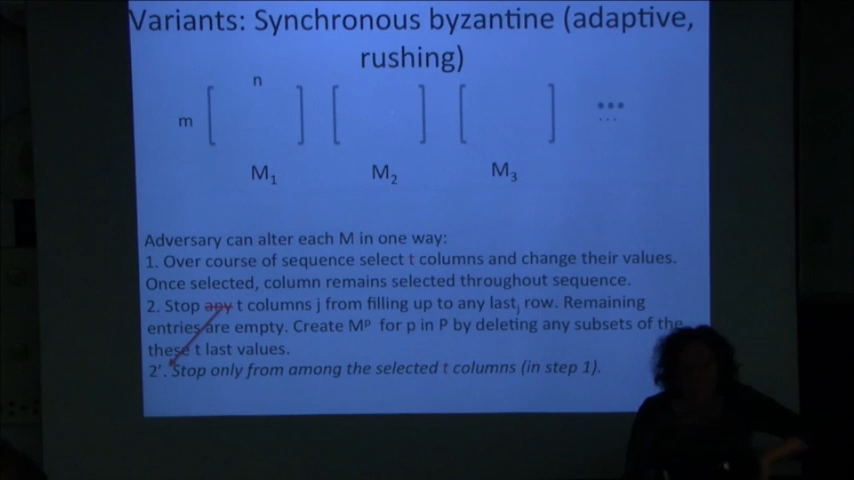 Variants: Synchronous byzantine (adaptive,
rushing)
n
m
M1 M2 M3
Adversary can alter each M in one way:
1. Over course of sequence select t columns and change their values.
Once selected, column remains selected throughout sequence.
2. Stop any t columns j from filling up to any lastj row. Remaining
entries are empty. Create Mp for p in P by deleting any subsets of the
these t last values.
2'. Stop only from among the selected t columns (in step 1).